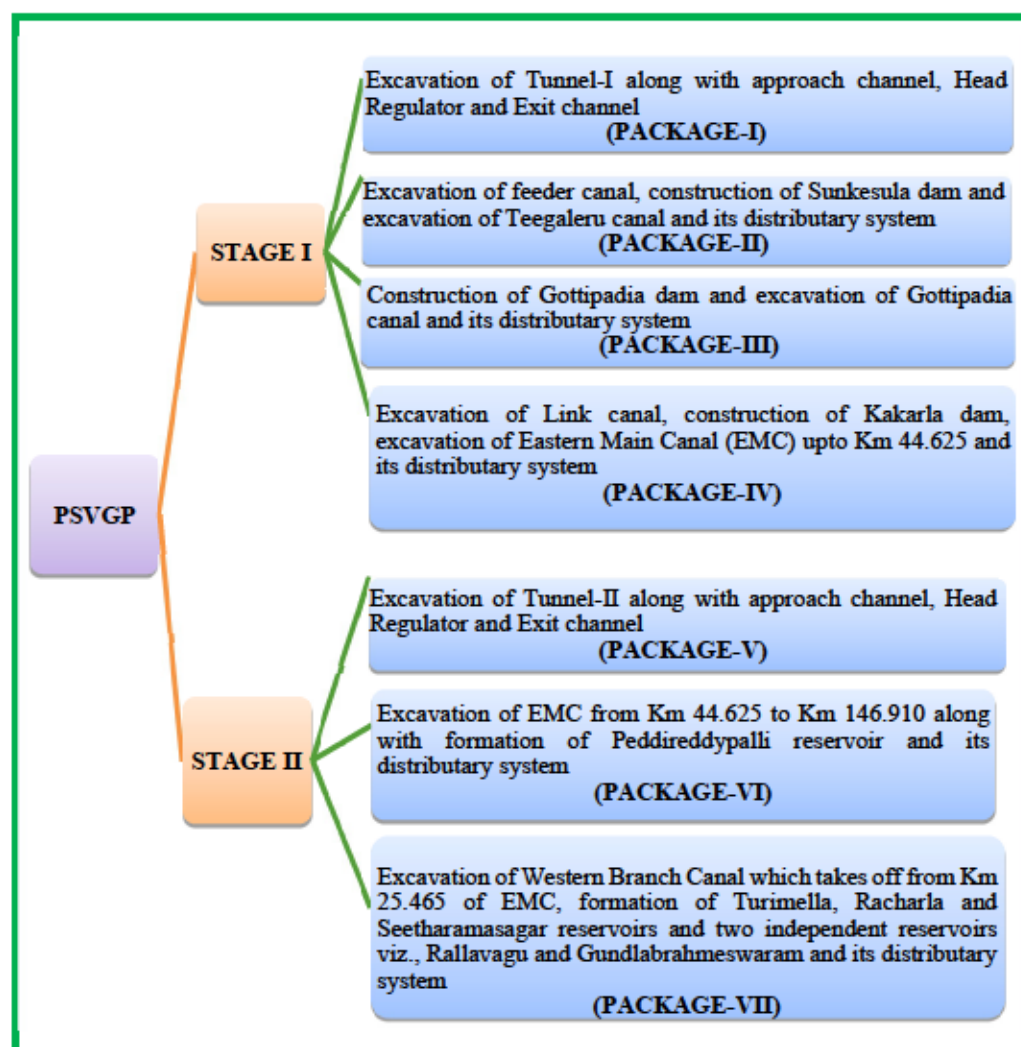 PSVGP
STAGE I
Excavation of Tunnel-I along with approach channel, Head
Regulator and Exit channel
(PACKAGE-I)
Excavation of feeder canal, construction of Sunkesula dam and
excavation of Teegaleru canal and its distributary system
(PACKAGE-II)
Construction of Gottipadia dam and excavation of Gottipadia
canal and its distributary system
(PACKAGE-III)
Excavation of Link canal, construction of Kakarla dam,
excavation of Eastern Main Canal (EMC) upto Km 44.625 and
its distributary system
(PACKAGE-IV)
STAGE II
Excavation of Tunnel-II along with approach channel, Head
Regulator and Exit channel
(PACKAGE-V)
Excavation of EMC from Km 44.625 to Km 146.910 along
with formation of Peddireddypalli reservoir and its
distributary system
(PACKAGE-VI)
Excavation of Western Branch Canal which takes off from Km
25.465 of EMC, formation of Turimella, Racharla and
Seetharamasagar reservoirs and two independent reservoirs
viz., Rallavagu and Gundlabrahmeswaram and its distributary
system
(PACKAGE-VII)